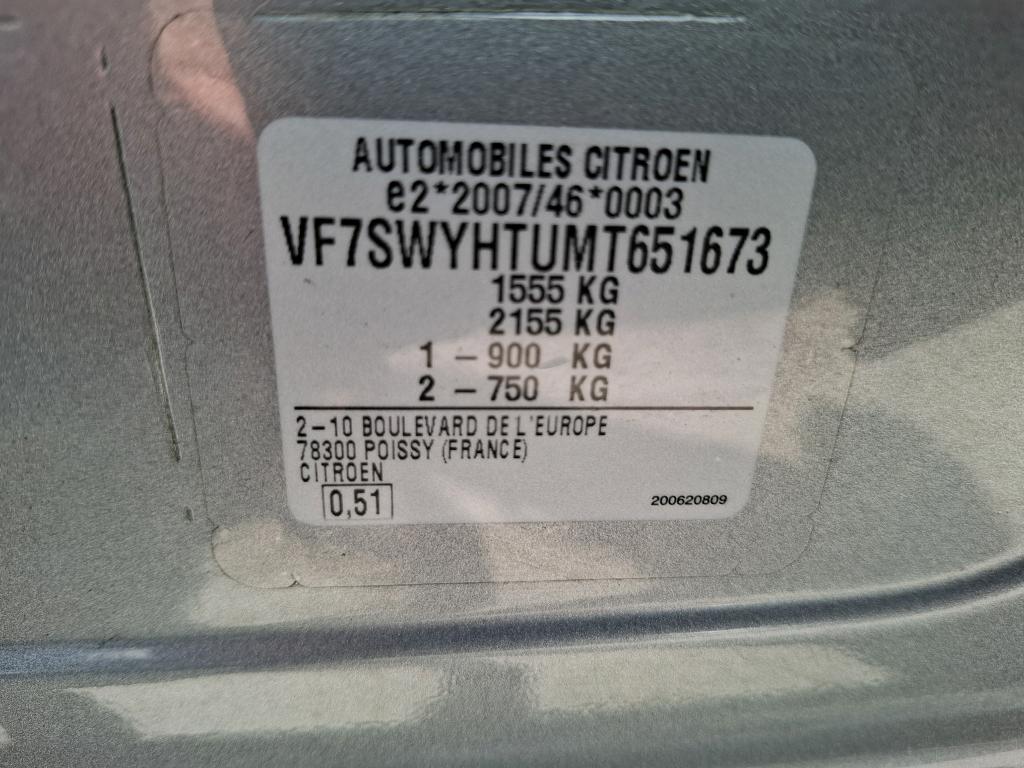 AUTOMOBILES CITROEN
e2*2007/46*0003
VF7SWYHTUMT651673
1555 KG
2155 KG
1 – 900 KG
2 – 750 KG
2–10 BOULEVARD DE L'EUROPE
78300 POISSY (FRANCE)
CITROEN
0,51
200620809